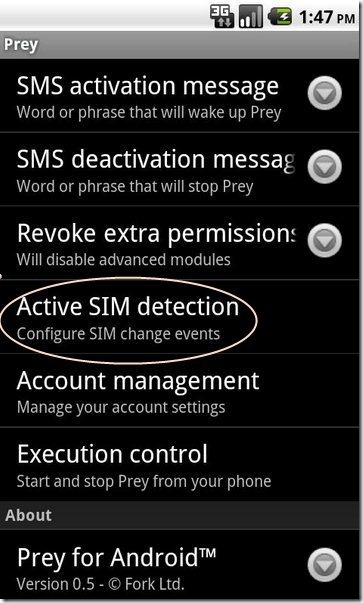 3G 1:47 PM
Prey
SMS activation message
Word or phrase that will wake up Prey
SMS deactivation messag
Word or phrase that will stop Prey
Revoke extra permissions
Will disable advanced modules
Active SIM detection
Configure SIM change events
Account management
Manage your account settings
Execution control
Start and stop Prey from your phone
About
Prey for Android™
Version 0.5 - © Fork Ltd.